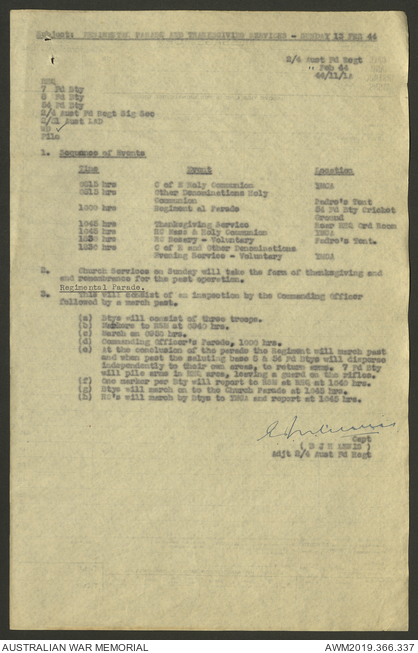 Subject: REGIMENTAL PARADE AND THANKSGIVING SERVICES - SUNDAY 13 FEB 44
2/4 Aust Fd Regt
Feb 44
44/11/1A
RHQ
7 Fd Bty
8 Fd Bty
54 Fd Bty
2/4 Aust Fd Regt Sig Sec
Aust LAD
WD
File
1. Sequence of Events
Time Event Location
0815 hrs C of E Holy Communion YMCA
0815 hrs Other Denominations Holy
Communion Padre's Tent
1000 hrs Regiment al Parade 54 Fd Bty Cricket
Ground
1045 hrs Thanksgiving Service Rear RHQ Ord Room
1045 hrs RC Mass & Holy Communion YMCA
hrs RC Rosary - Voluntary Padre's Tent.
hrs C of E and Other Denominations
Evening Service - Voluntary YMCA
2. Church Services on Sunday will take the form of thanksgiving and
and remembrance for the past operation.
Regimental Parade.
3. This will consist of an inspection by the Commanding Officer
followed by a march past.
(a) Btys will consist of three troops.
(b) Markers to RSM at 0940 hrs.
(c) March on hrs.
(d) Commanding Officer's Parade, 1000 hrs.
(e) At the conclusion of the parade the Regiment will march past
and when past the saluting base 8 & 54 Fd Btys will disperse
independently to their own areas, to return arms. 7 Fd Bty
will pile arms in RHQ area, leaving a guard on the rifles.
(f) One marker per Bty will report to RSM at RHQ at 1040 hrs.
(g) Btys will march on to the Church Parade at 1045 hrs.
(h) RC's will march by Btys to YMCA and report at 1045 hrs.
Capt
Adjt 2/4 Aust Fd Regt
AUSTRALIAN WAR MEMORIAL AWM2019.366.337